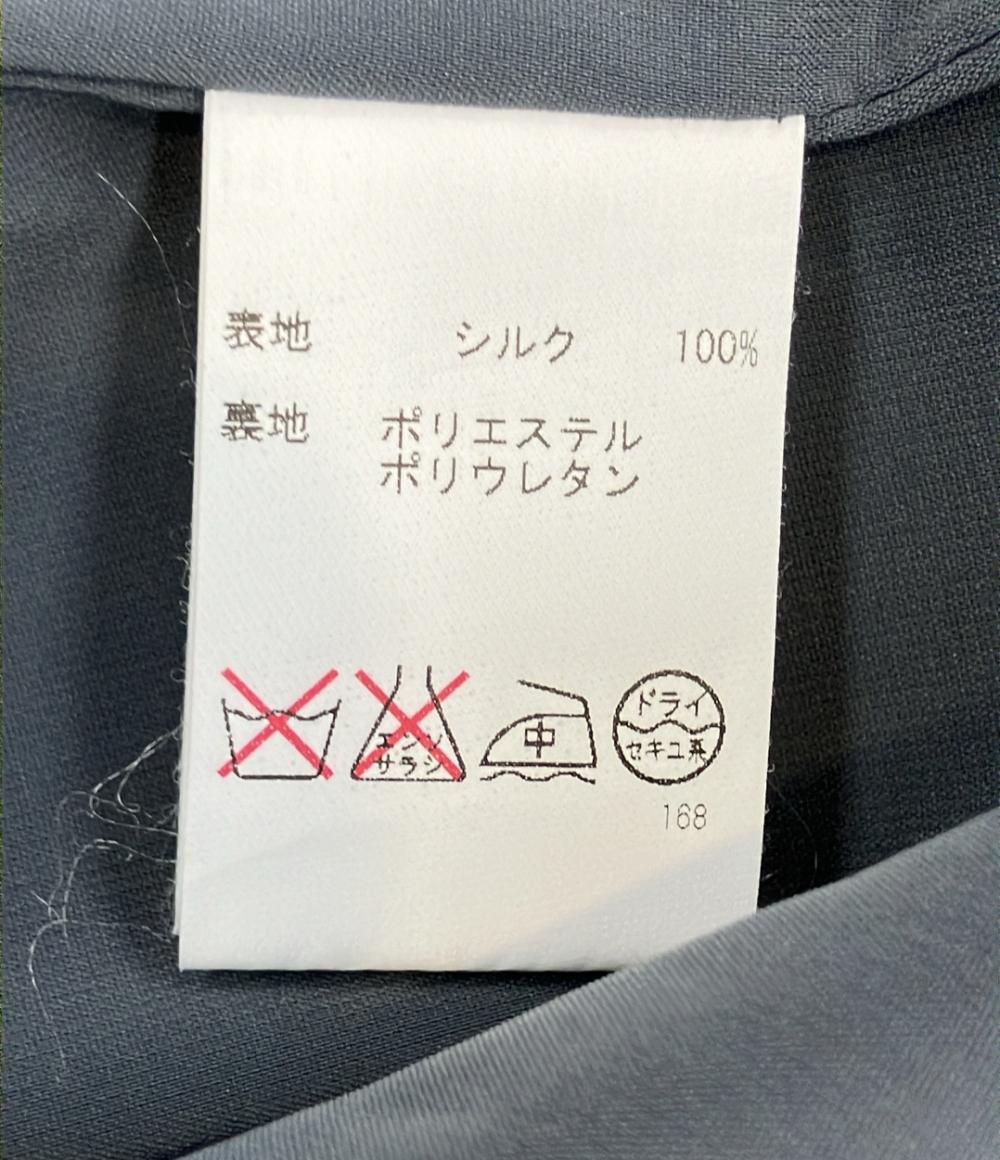 表地 シルク 100%
裏地 ポリエステル
ポリウレタン
エンソ
サラシ
中
ドライ
セキユ系
168